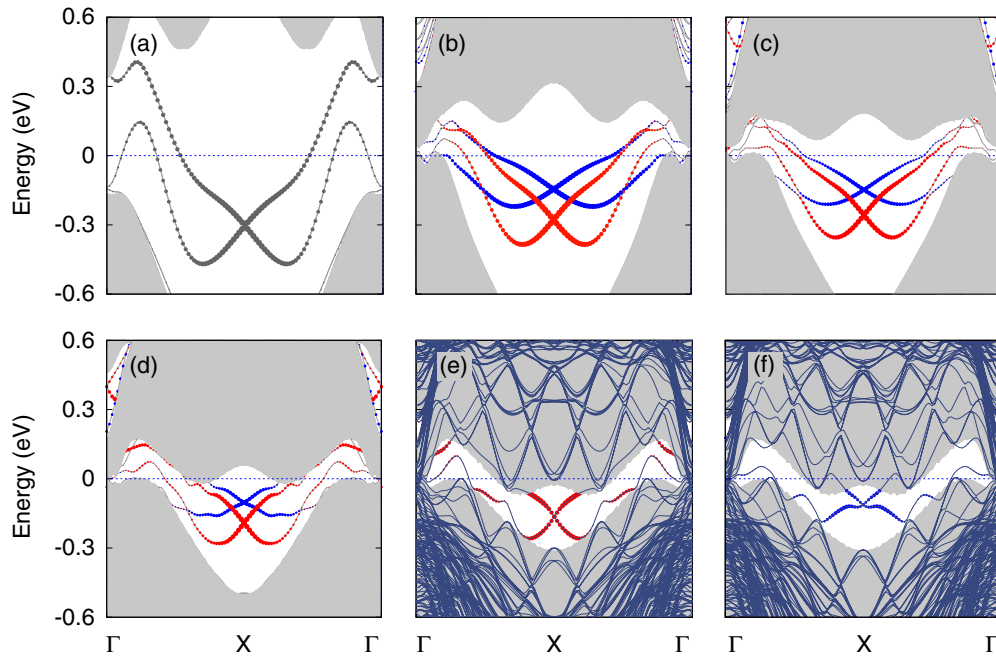 0.6
0.3
0
-0.3
-0.6
Energy (eV)
(a)
(b)
(c)
0.6
0.3
0
-0.3
-0.6
Energy (eV)
(d)
(e)
(f)
Γ X Γ
Γ X Γ
Γ X Γ